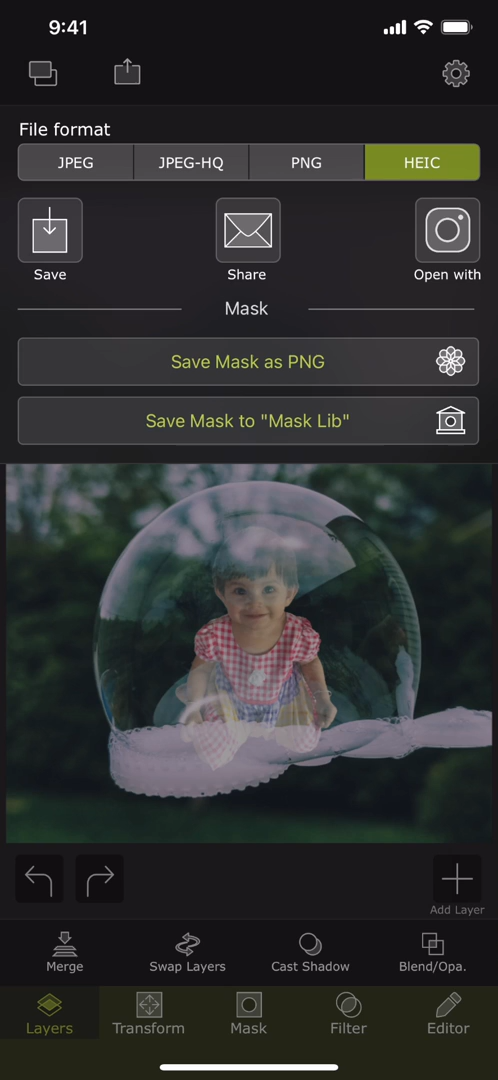 9:41
File format
JPEG JPEG-HQ PNG HEIC
Save Share Open with
Mask
Save Mask as PNG
Save Mask to "Mask Lib"
Add Layer
Merge Swap Layers Cast Shadow Blend/Opa.
Layers Transform Mask Filter Editor